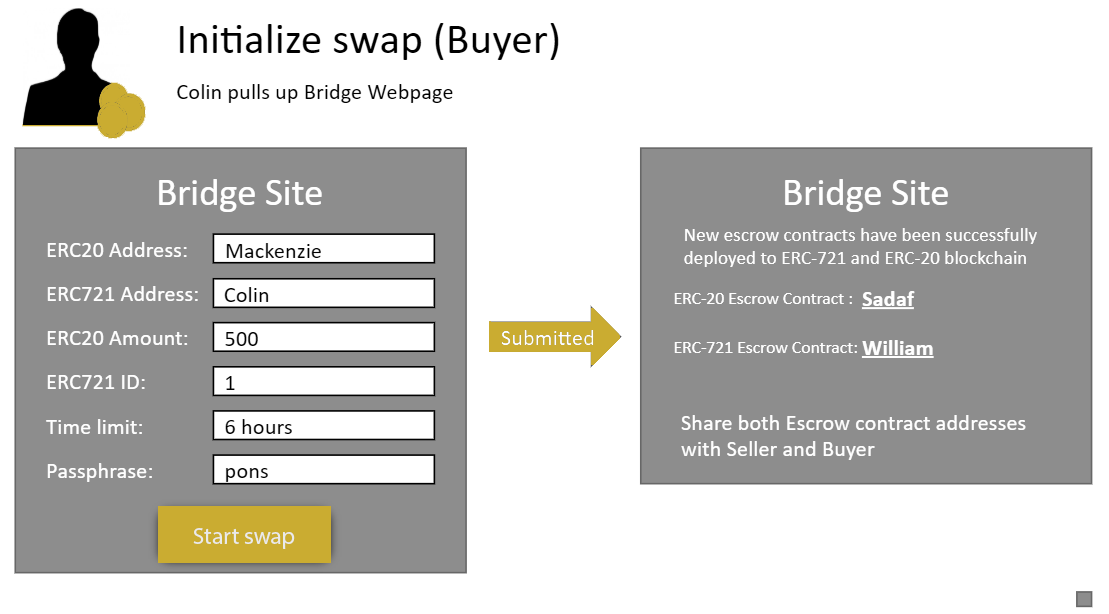 Initialize swap (Buyer)
Colin pulls up Bridge Webpage
Bridge Site
ERC20 Address: Mackenzie
ERC721 Address: Colin
ERC20 Amount: 500
ERC721 ID: 1
Time limit: 6 hours
Passphrase: pons
Start swap
Submitted
Bridge Site
New escrow contracts have been successfully
deployed to ERC-721 and ERC-20 blockchain
ERC-20 Escrow Contract : Sadaf
ERC-721 Escrow Contract: William
Share both Escrow contract addresses
with Seller and Buyer